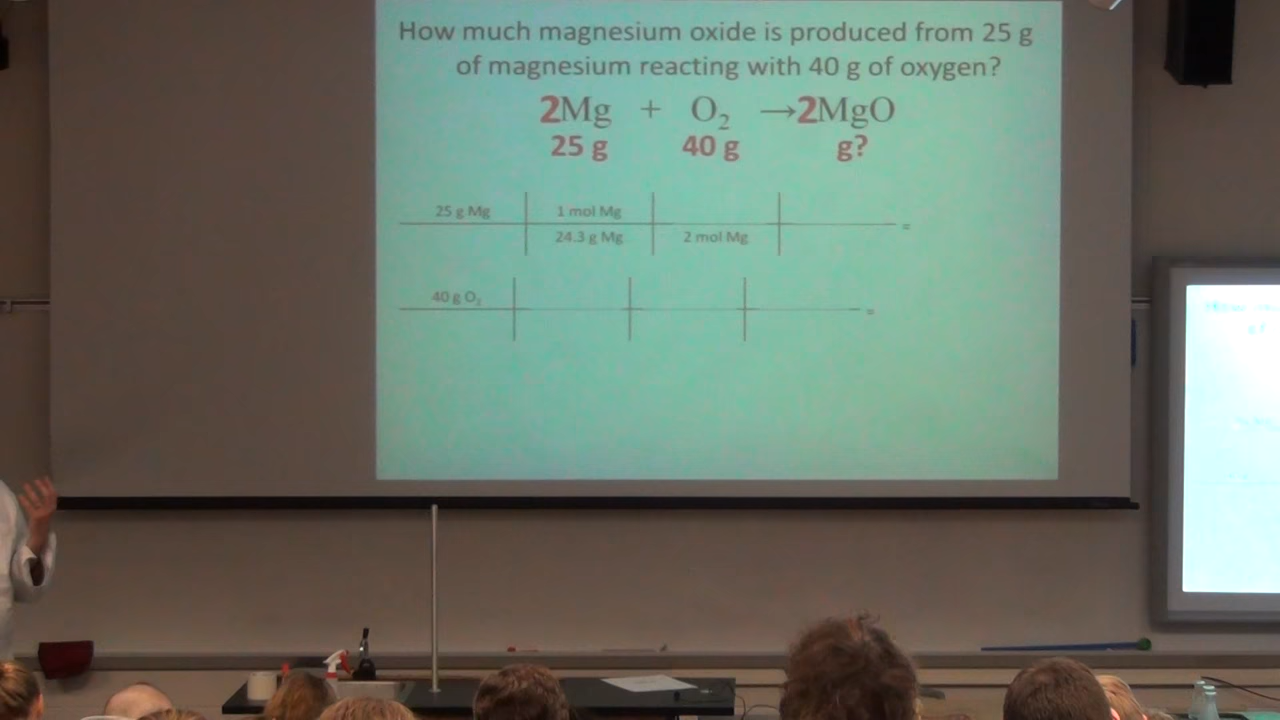 How much magnesium oxide is produced from 25 g
of magnesium reacting with 40 g of oxygen?
2Mg + O₂ →2MgO
25 g 40 g g?
25 g Mg 1 mol Mg
24.3 g Mg 2 mol Mg =
40 g O₂ =